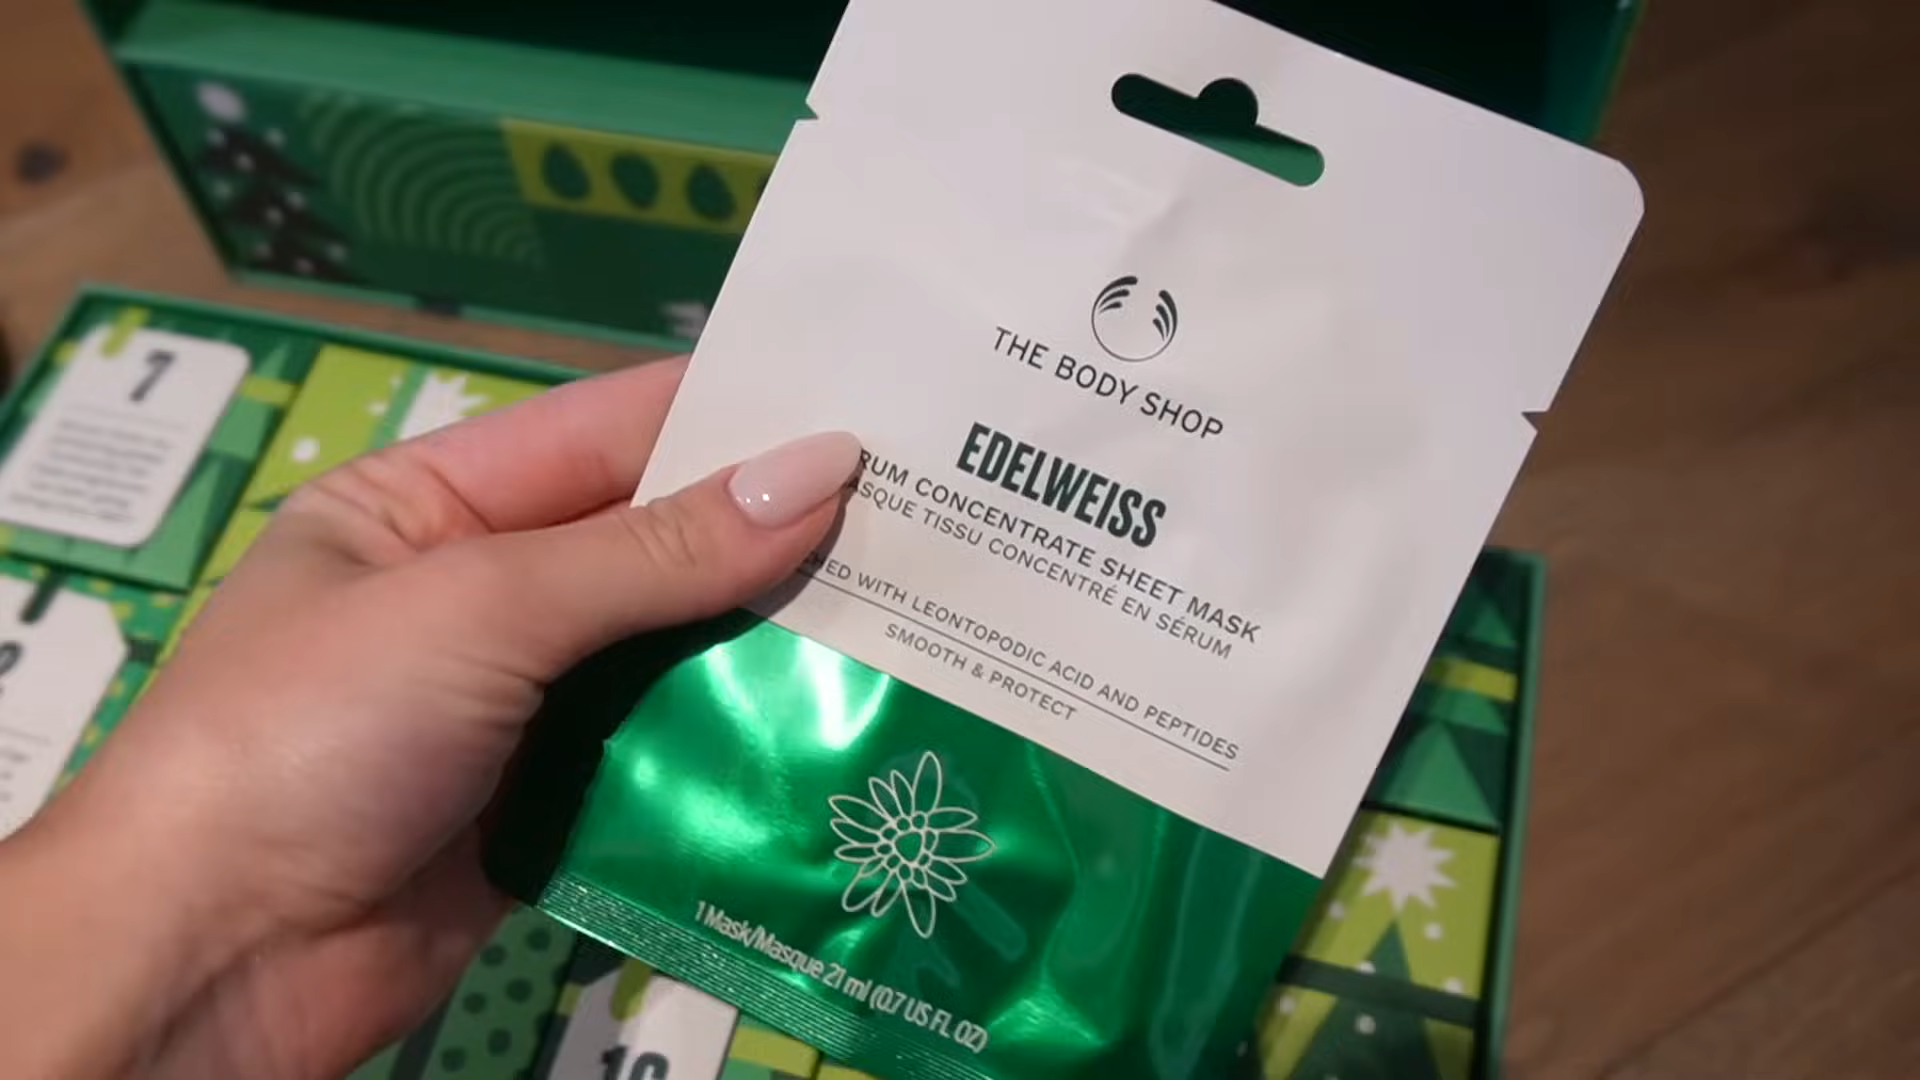 THE BODY SHOP
EDELWEISS
RUM CONCENTRATE SHEET MASK
ASQUE TISSU CONCENTRÉ EN SÉRUM
HED WITH LEONTOPODIC ACID AND PEPTIDES
SMOOTH & PROTECT
1 Mask/Masque 21 ml (0.7 US FL OZ)
7